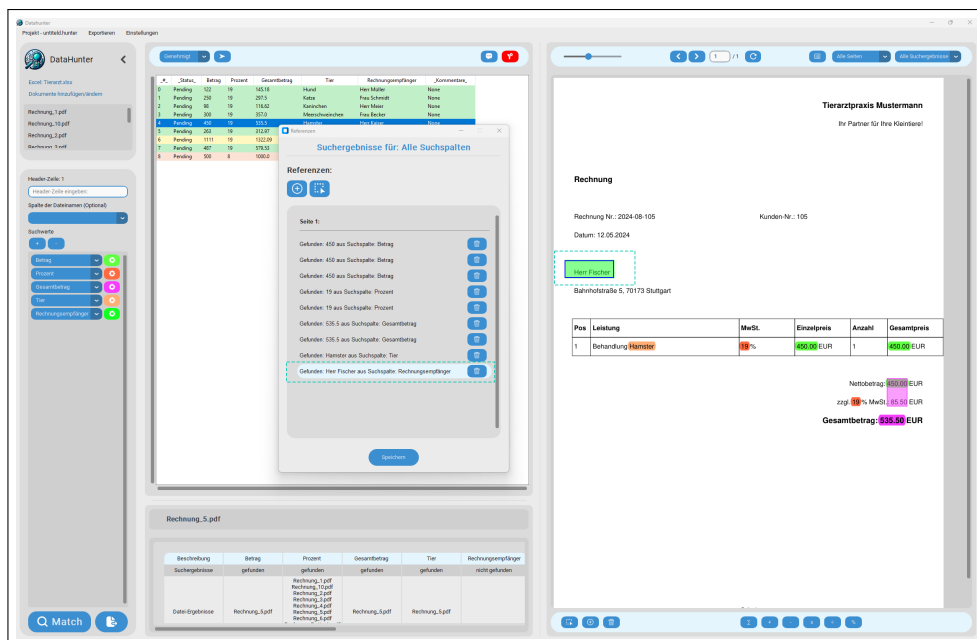 Datahunter
Projekt - untiteld.hunter Exportieren Einstellungen
DataHunter
Excel: Tierarzt.xlsx
Dokumente hinzufügen/ändern
Rechnung_1.pdf
Rechnung_10.pdf
Rechnung_2.pdf
Rechnung_3.pdf
Header-Zeile: 1
Header-Zeile eingeben:
Spalte der Dateinamen (Optional)
Suchwerte
+ -
Betrag
Prozent
Gesamtbetrag
Tier
Rechnungsempfänger
Match
Genehmigt
_#_ _Status_ Betrag Prozent Gesamtbetrag Tier Rechnungsempfänger _Kommentare_
0 Pending 122 19 145.18 Hund Herr Müller None
1 Pending 250 19 297.5 Katze Frau Schmidt None
2 Pending 98 19 116.62 Kaninchen Herr Meier None
3 Pending 300 19 357.0 Meerschweinchen Frau Becker None
4 Pending 450 19 535.5 Hamster Herr Kaiser None
5 Pending 263 19 312.97
6 Pending 1111 19 1322.09
7 Pending 487 19 579.53
8 Pending 500 8 1000.0
Referenzen
Suchergebnisse für: Alle Suchspalten
Referenzen:
Seite 1:
Gefunden: 450 aus Suchspalte: Betrag
Gefunden: 450 aus Suchspalte: Betrag
Gefunden: 450 aus Suchspalte: Betrag
Gefunden: 19 aus Suchspalte: Prozent
Gefunden: 19 aus Suchspalte: Prozent
Gefunden: 535.5 aus Suchspalte: Gesamtbetrag
Gefunden: 535.5 aus Suchspalte: Gesamtbetrag
Gefunden: Hamster aus Suchspalte: Tier
Gefunden: Herr Fischer aus Suchspalte: Rechnungsempfänger
Speichern
Rechnung_5.pdf
Beschreibung Betrag Prozent Gesamtbetrag Tier Rechnungsempfänger
Suchergebnisse gefunden gefunden gefunden gefunden nicht gefunden
Rechnung_1.pdf
Rechnung_10.pdf
Rechnung_2.pdf
Rechnung_3.pdf
Rechnung_4.pdf
Datei-Ergebnisse Rechnung_5.pdf Rechnung_5.pdf Rechnung_5.pdf Rechnung_5.pdf
Rechnung_6.pdf
1 /1
Alle Seiten
Alle Suchergebnisse
Tierarztpraxis Mustermann
Ihr Partner für Ihre Kleintiere!
Rechnung
Rechnung Nr.: 2024-08-105 Kunden-Nr.: 105
Datum: 12.05.2024
Herr Fischer
Bahnhofstraße 5, 70173 Stuttgart
Pos Leistung MwSt. Einzelpreis Anzahl Gesamtpreis
1 Behandlung Hamster 19 % 450.00 EUR 1 450.00 EUR
Nettobetrag: 450.00 EUR
zzgl. 19 % MwSt.: 85.50 EUR
Gesamtbetrag: 535.50 EUR